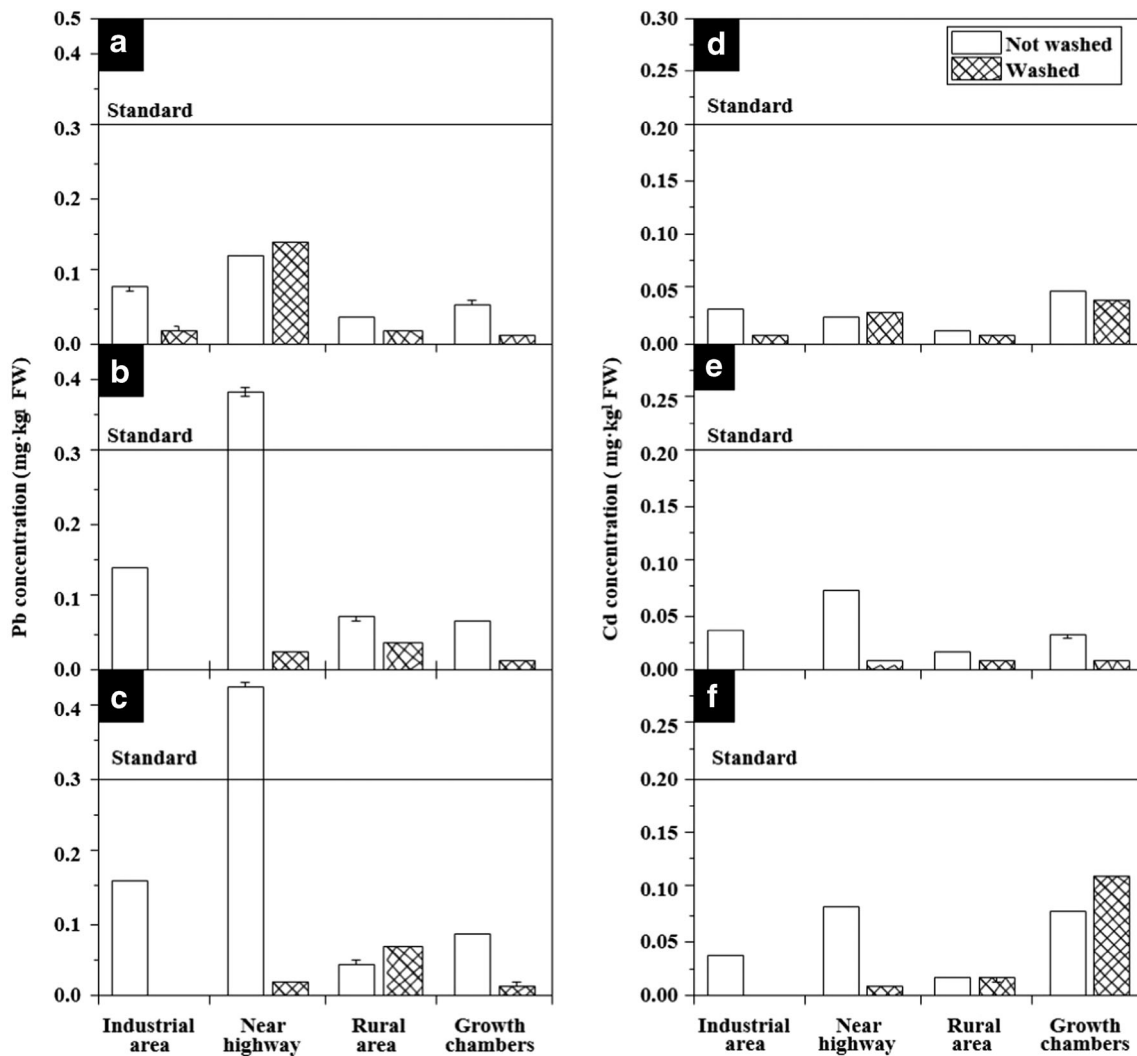 a
0.5
0.4
Standard
0.3
0.2
0.1
0.0
b
0.4
Standard
0.3
0.2
0.1
0.0
c
0.4
Standard
0.3
0.2
0.1
0.0
Pb concentration (mg·kg¹ FW)
Industrial area
Near highway
Rural area
Growth chambers
d
0.30
0.25
Standard
0.20
0.15
0.10
0.05
0.00
Not washed
Washed
e
0.25
Standard
0.20
0.15
0.10
0.05
0.00
f
0.25
Standard
0.20
0.15
0.10
0.05
0.00
Cd concentration ( mg·kg¹ FW)
Industrial area
Near highway
Rural area
Growth chambers